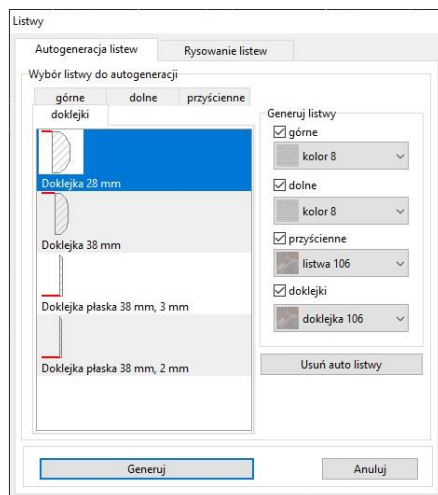 Listwy
Autogeneracja listew
Rysowanie listew
Wybór listwy do autogeneracji
górne
dolne
przyścienne
doklejki
Doklejka 28 mm
Doklejka 38 mm
Doklejka płaska 38 mm, 3 mm
Doklejka płaska 38 mm, 2 mm
Generuj listwy
górne
kolor 8
dolne
kolor 8
przyścienne
listwa 106
doklejki
doklejka 106
Usuń auto listwy
Generuj
Anuluj